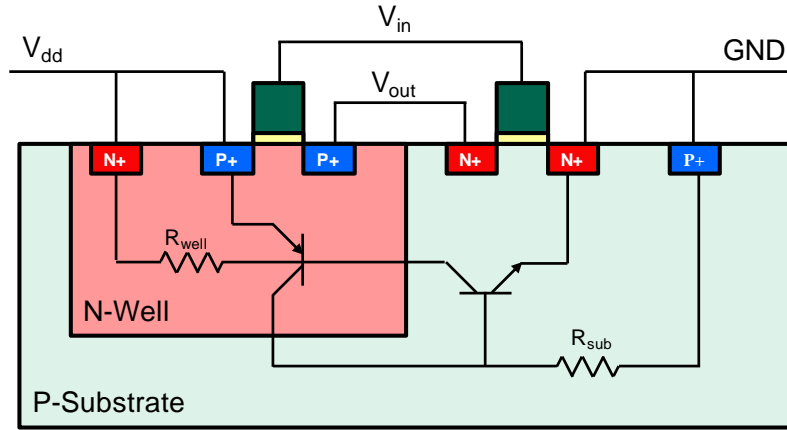 V_in
V_dd
GND
V_out
N+
P+
P+
N+
N+
P+
R_well
N-Well
R_sub
P-Substrate